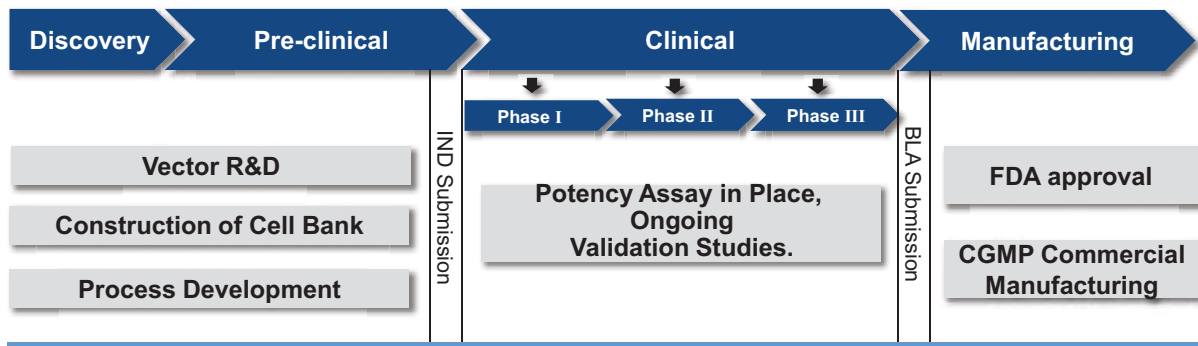 Discovery
Pre-clinical
Clinical
Manufacturing
Phase I
Phase II
Phase III
IND Submission
BLA Submission
Vector R&D
Construction of Cell Bank
Process Development
Potency Assay in Place,
Ongoing
Validation Studies.
FDA approval
CGMP Commercial
Manufacturing